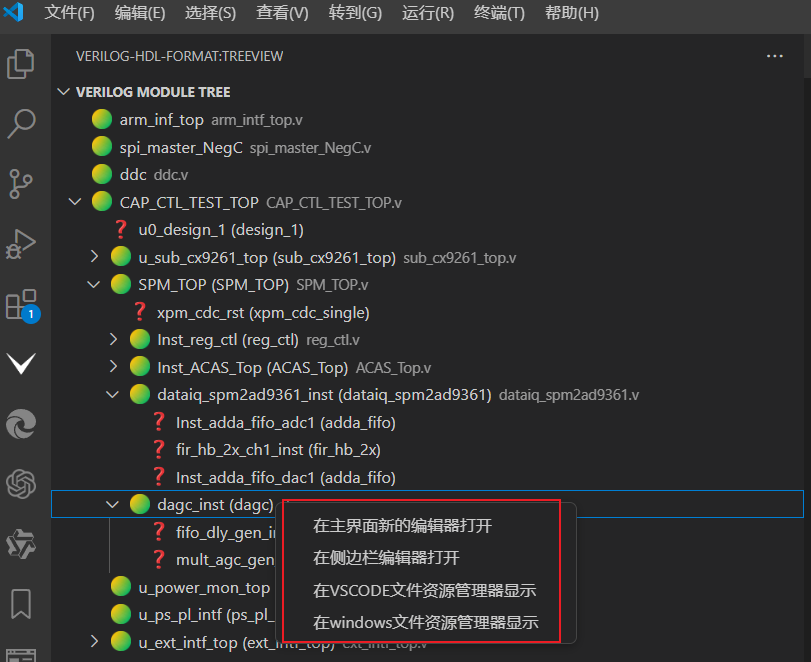 文件(F) 编辑(E) 选择(S) 查看(V) 转到(G) 运行(R) 终端(T) 帮助(H)
VERILOG-HDL-FORMAT:TREEVIEW
VERILOG MODULE TREE
arm_inf_top arm_intf_top.v
spi_master_NegC spi_master_NegC.v
ddc ddc.v
CAP_CTL_TEST_TOP CAP_CTL_TEST_TOP.v
u0_design_1 (design_1)
u_sub_cx9261_top (sub_cx9261_top) sub_cx9261_top.v
SPM_TOP (SPM_TOP) SPM_TOP.v
1
xpm_cdc_rst (xpm_cdc_single)
Inst_reg_ctl (reg_ctl) reg_ctl.v
Inst_ACAS_Top (ACAS_Top) ACAS_Top.v
dataiq_spm2ad9361_inst (dataiq_spm2ad9361) dataiq_spm2ad9361.v
Inst_adda_fifo_adc1 (adda_fifo)
fir_hb_2x_ch1_inst (fir_hb_2x)
Inst_adda_fifo_dac1 (adda_fifo)
dagc_inst (dagc)
在主界面新的编辑器打开
fifo_dly_gen_in
在侧边栏编辑器打开
mult_agc_gen
在VSCODE文件资源管理器显示
u_power_mon_top
u_ps_pl_intf (ps_pl_
在windows文件资源管理器显示
u_ext_intf_top (ext_intf_top) ext_intf_top.v